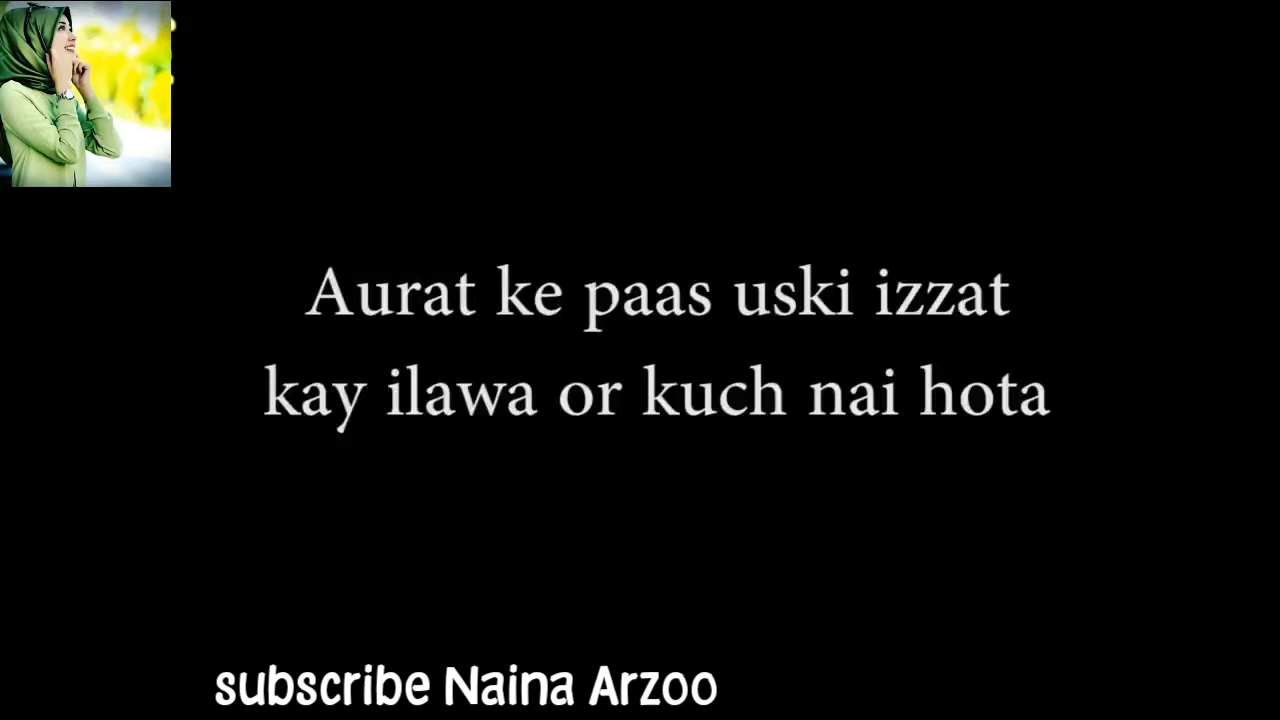 Aurat ke paas uski izzat
kay ilawa or kuch nai hota
subscribe Naina Arzoo